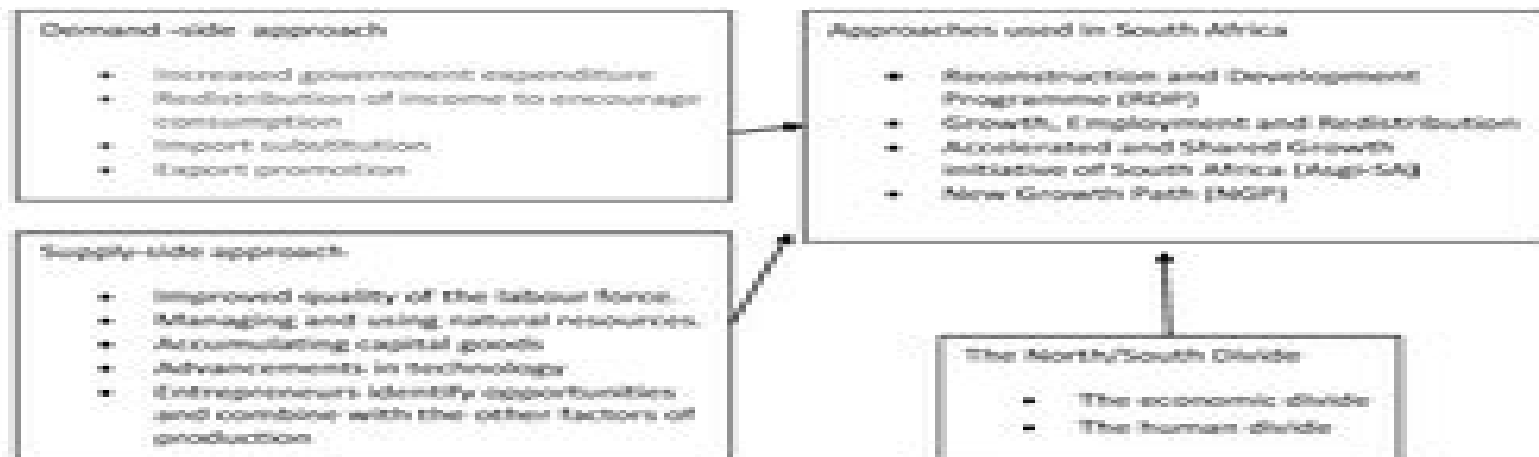 Demand -side approach
• Increased government expenditure
• Redistribution of income to encourage
consumption
• Import substitution
• Export promotion
Supply-side approach
• Improved quality of the labour force.
• Managing and using natural resources.
• Accumulating capital goods
• Advancements in technology
• Entrepreneurs identify opportunities
and combine with the other factors of
production
Approaches used in South Africa
• Reconstruction and Development
Programme (RDP)
• Growth, Employment and Redistribution
• Accelerated and Shared Growth
Initiative of South Africa (Asgi-SA)
• New Growth Path (NGP)
The North/South Divide
• The economic divide
• The human divide